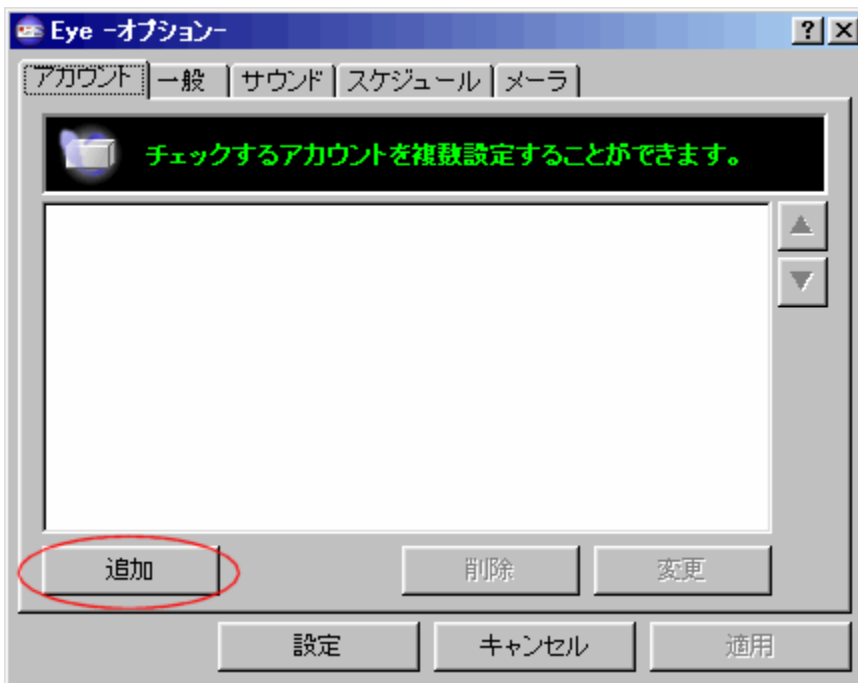 Eye -オプション-
アカウント 一般 サウンド スケジュール メーラ
チェックするアカウントを複数設定することができます。
追加 削除 変更
設定 キャンセル 適用